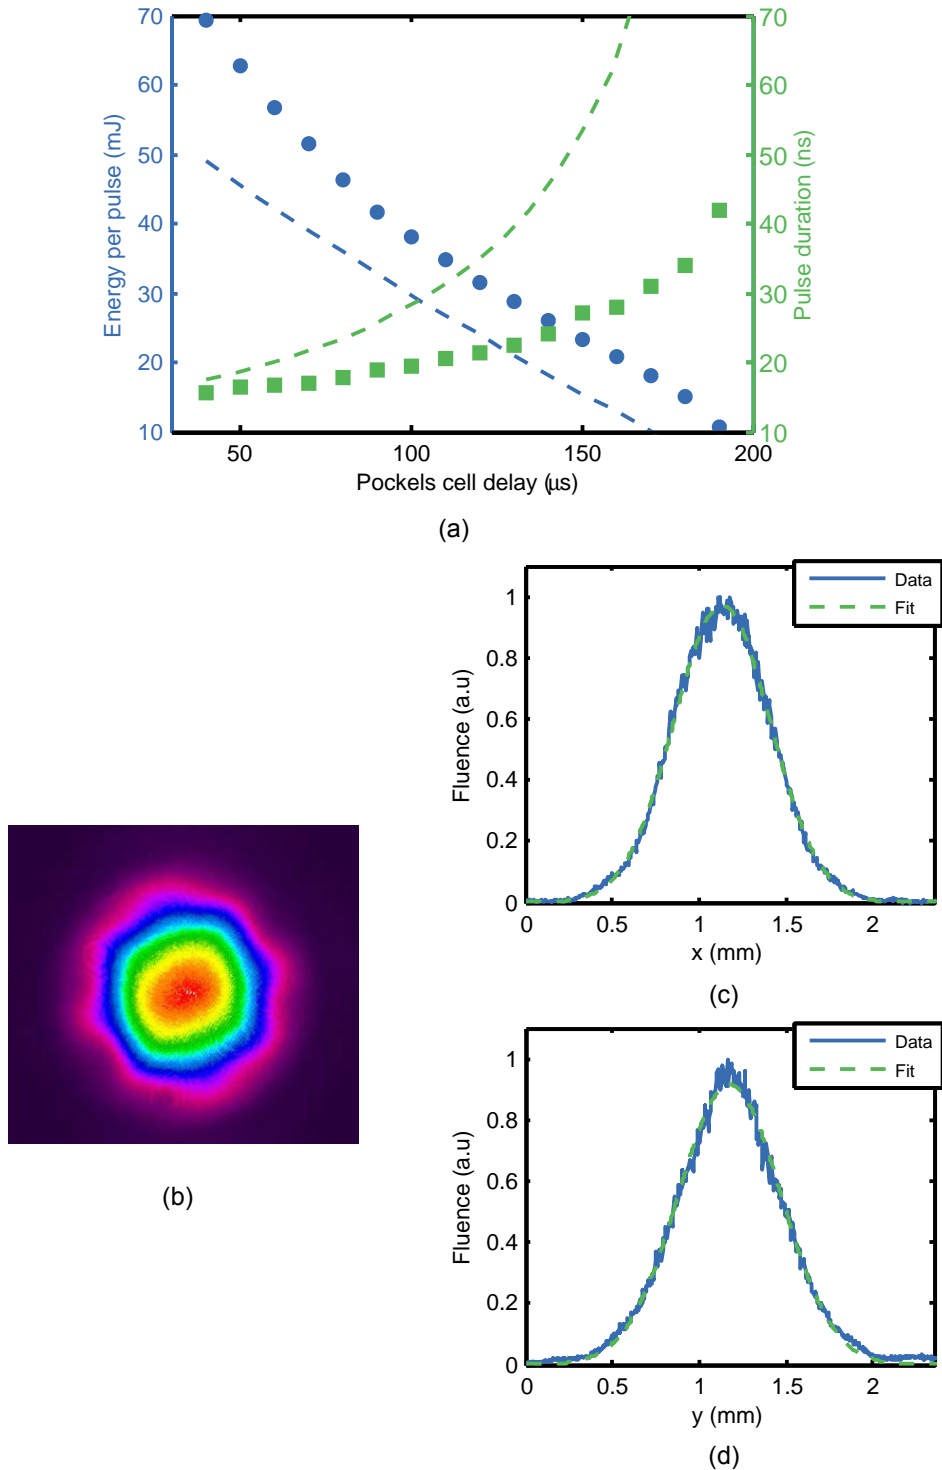 70
60
50
40
30
20
10
Energy per pulse (mJ)
70
60
50
40
30
20
10
Pulse duration (ns)
50 100 150 200
Pockels cell delay (μs)
(a)
Data
Fit
1
0.8
0.6
0.4
0.2
0
Fluence (a.u)
0 0.5 1 1.5 2
x (mm)
(c)
(b)
Data
Fit
1
0.8
0.6
0.4
0.2
0
Fluence (a.u)
0 0.5 1 1.5 2
y (mm)
(d)